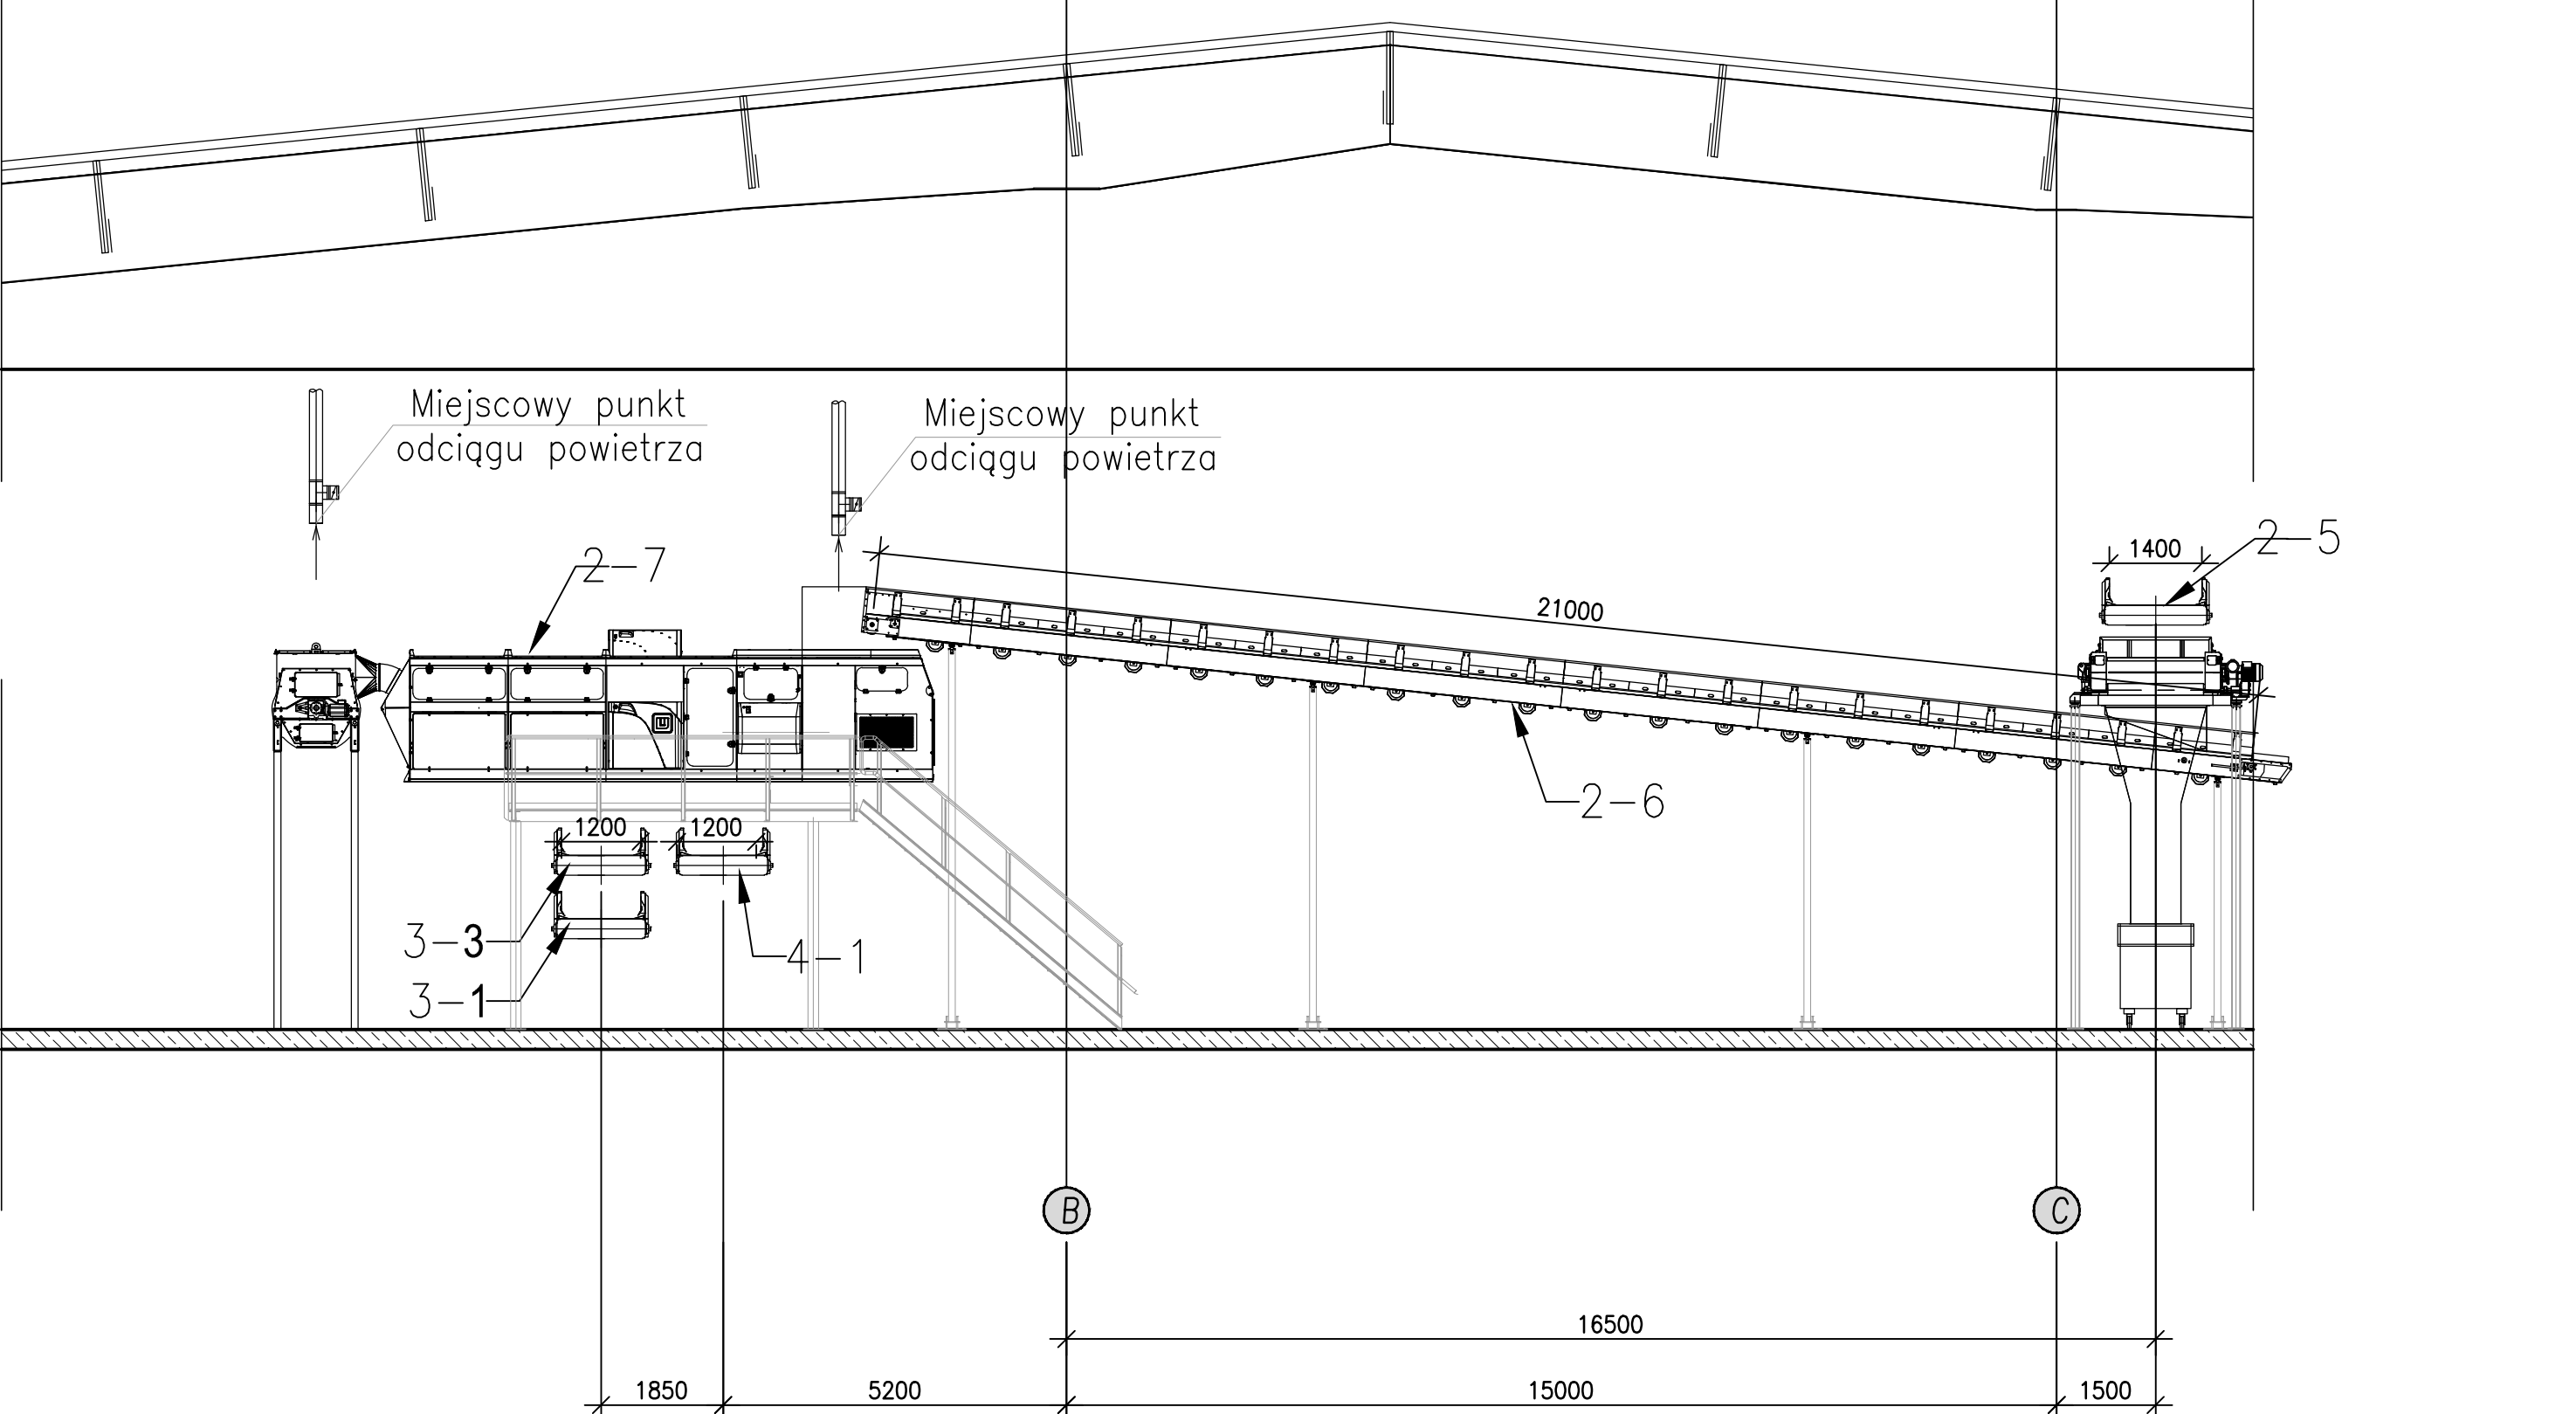 Miejscowy punkt
odciągu powietrza
Miejscowy punkt
odciągu powietrza
2-7
1400
2-5
21000
2-6
1200
1200
3-3
4-1
3-1
B
C
16500
1850
5200
15000
1500